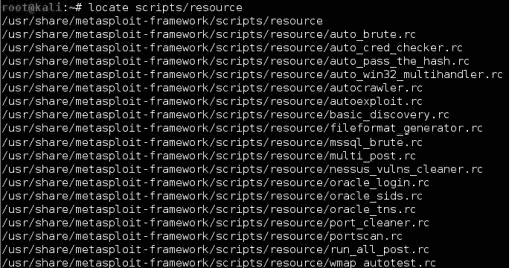 root@kali:~# locate scripts/resource
/usr/share/metasploit-framework/scripts/resource
/usr/share/metasploit-framework/scripts/resource/auto_brute.rc
/usr/share/metasploit-framework/scripts/resource/auto_cred_checker.rc
/usr/share/metasploit-framework/scripts/resource/auto_pass_the_hash.rc
/usr/share/metasploit-framework/scripts/resource/auto_win32_multihandler.rc
/usr/share/metasploit-framework/scripts/resource/autocrawler.rc
/usr/share/metasploit-framework/scripts/resource/autoexploit.rc
/usr/share/metasploit-framework/scripts/resource/basic_discovery.rc
/usr/share/metasploit-framework/scripts/resource/fileformat_generator.rc
/usr/share/metasploit-framework/scripts/resource/mssql_brute.rc
/usr/share/metasploit-framework/scripts/resource/multi_post.rc
/usr/share/metasploit-framework/scripts/resource/nessus_vulns_cleaner.rc
/usr/share/metasploit-framework/scripts/resource/oracle_login.rc
/usr/share/metasploit-framework/scripts/resource/oracle_sids.rc
/usr/share/metasploit-framework/scripts/resource/oracle_tns.rc
/usr/share/metasploit-framework/scripts/resource/port_cleaner.rc
/usr/share/metasploit-framework/scripts/resource/portscan.rc
/usr/share/metasploit-framework/scripts/resource/run_all_post.rc
/usr/share/metasploit-framework/scripts/resource/wmap_autotest.rc